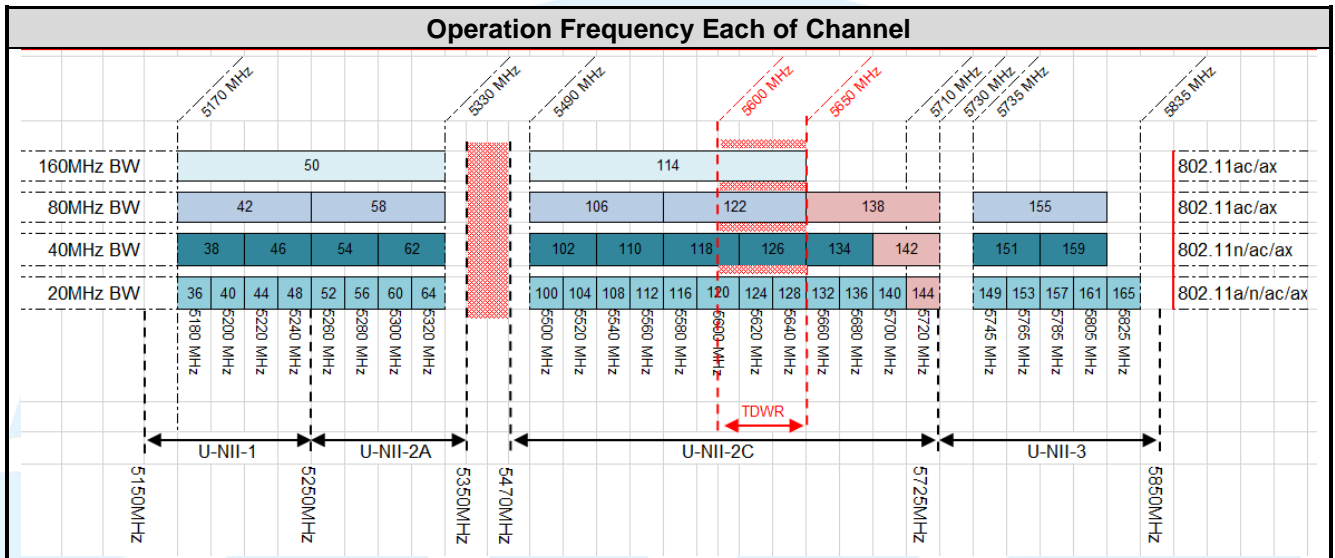 Operation Frequency Each of Channel
5170 MHz 5330 MHz 5490 MHz 5600 MHz 5650 MHz 5710 MHz 5730 MHz 5735 MHz 5835 MHz
160MHz BW 50 114 802.11ac/ax
80MHz BW 42 58 106 122 138 155 802.11ac/ax
40MHz BW 38 46 54 62 102 110 118 126 134 142 151 159 802.11n/ac/ax
20MHz BW 36 40 44 48 52 56 60 64 100 104 108 112 116 120 124 128 132 136 140 144 149 153 157 161 165 802.11a/n/ac/ax
5180 MHz 5200 MHz 5220 MHz 5240 MHz 5260 MHz 5280 MHz 5300 MHz 5320 MHz 5500 MHz 5520 MHz 5540 MHz 5560 MHz 5580 MHz 5600 MHz 5620 MHz 5640 MHz 5660 MHz 5680 MHz 5700 MHz 5720 MHz 5745 MHz 5765 MHz 5785 MHz 5805 MHz 5825 MHz
TDWR
U-NII-1 U-NII-2A U-NII-2C U-NII-3
5150MHz 5250MHz 5350MHz 5470MHz 5725MHz 5850MHz